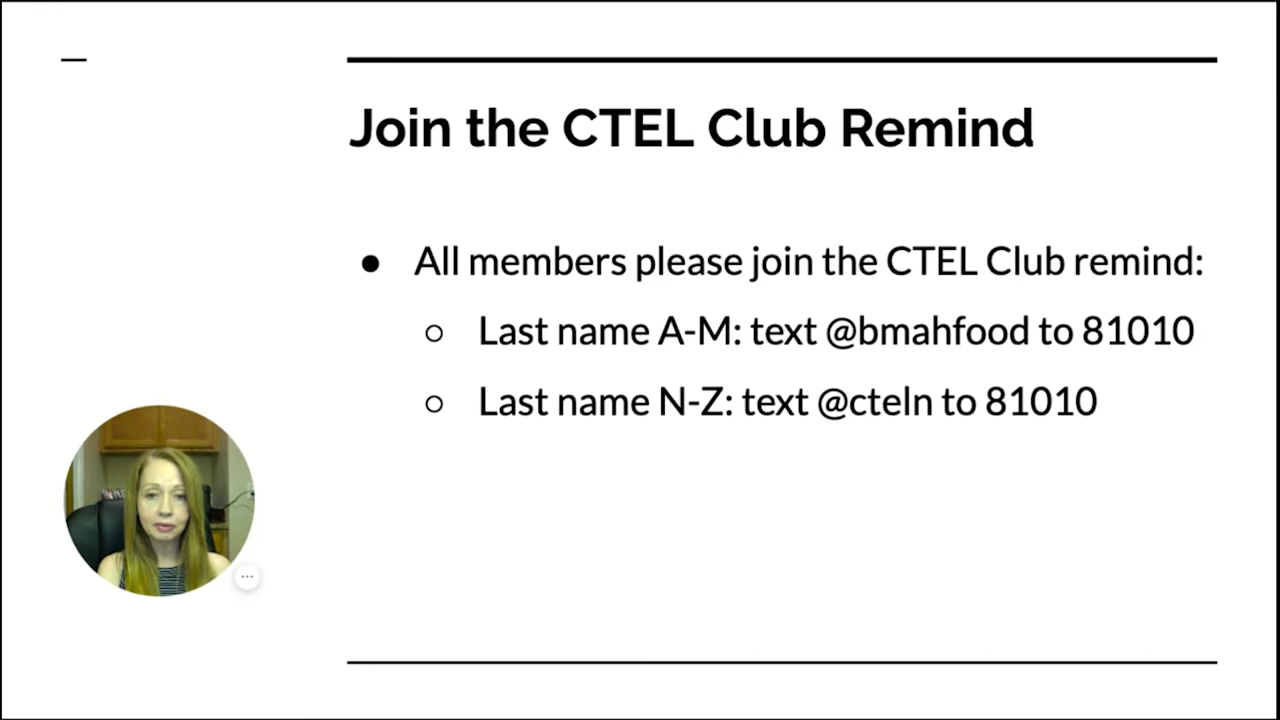 Join the CTEL Club Remind
● All members please join the CTEL Club remind:
○ Last name A-M: text @bmahfood to 81010
○ Last name N-Z: text @cteln to 81010